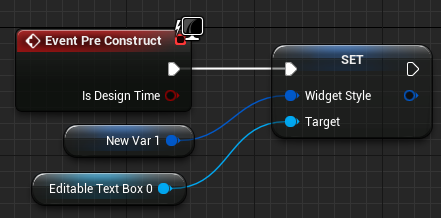 Event Pre Construct
SET
Is Design Time
Widget Style
New Var 1
Target
Editable Text Box 0